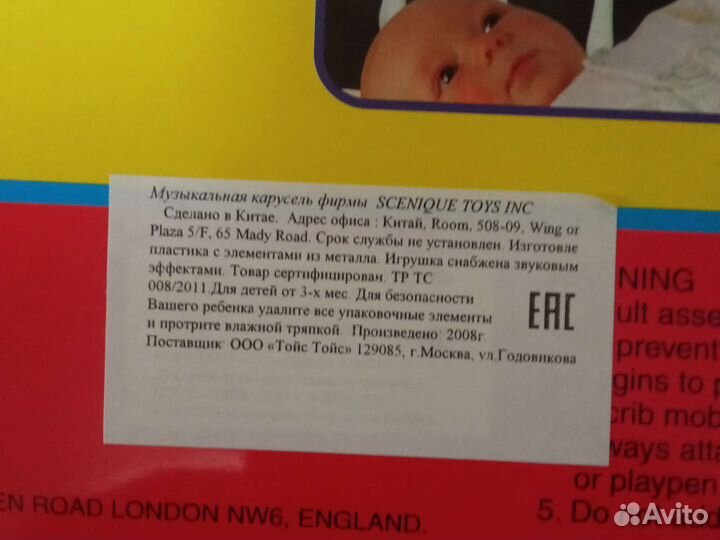 Музыкальная карусель фирмы SCENIQUE TOYS INC
Сделано в Китае. Адрес офиса : Китай, Room, 508-09, Wing or
Plaza 5/F, 65 Mady Road. Срок службы не установлен. Изготовле
пластика с элементами из металла. Игрушка снабжена звуковым
эффектами. Товар сертифицирован. ТР ТС
008/2011.Для детей от 3-х мес. Для безопасности
Вашего ребенка удалите все упаковочные элементы
и протрите влажной тряпкой. Произведено: 2008г.
Поставщик: ООО «Тойс Тойс» 129085, г.Москва, ул.Годовикова
EAC
NING
ult asse
prevent
gins to p
crib mob
ways atta
or playpen
5. Do
EN ROAD LONDON NW6, ENGLAND.
Avito